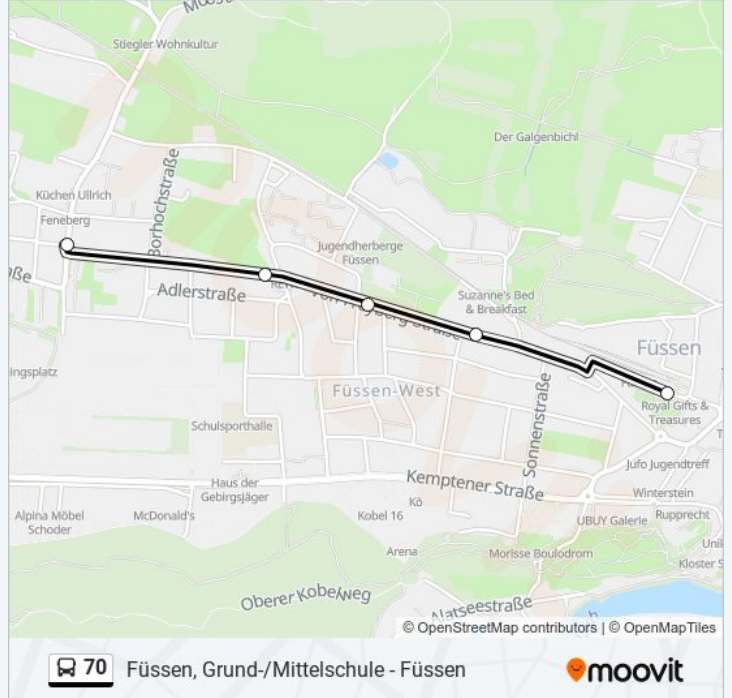 Stiegler Wohnkultur
Der Galgenbichl
Küchen Ullrich
Feneberg
Borhochstraße
Jugendherberge
Füssen
Adlerstraße
Suzanne's Bed
& Breakfast
Füssen
ingsplatz
Füssen-West
Sonnenstraße
Royal Gifts &
Treasures
Schulsporthalle
Jufo Jugendtreff
Haus der
Gebirgsjäger
Kemptener Straße
Winterstein
Kö
Alpina Möbel
Schoder
McDonald's
Kobel 16
UBUY Galerie
Rupprecht
Arena
Morisse Boulodrom
Kloster S
Oberer Kobelweg
Alatseestraße
© OpenStreetMap contributors | © OpenMapTiles
70 Füssen, Grund-/Mittelschule - Füssen
moovit